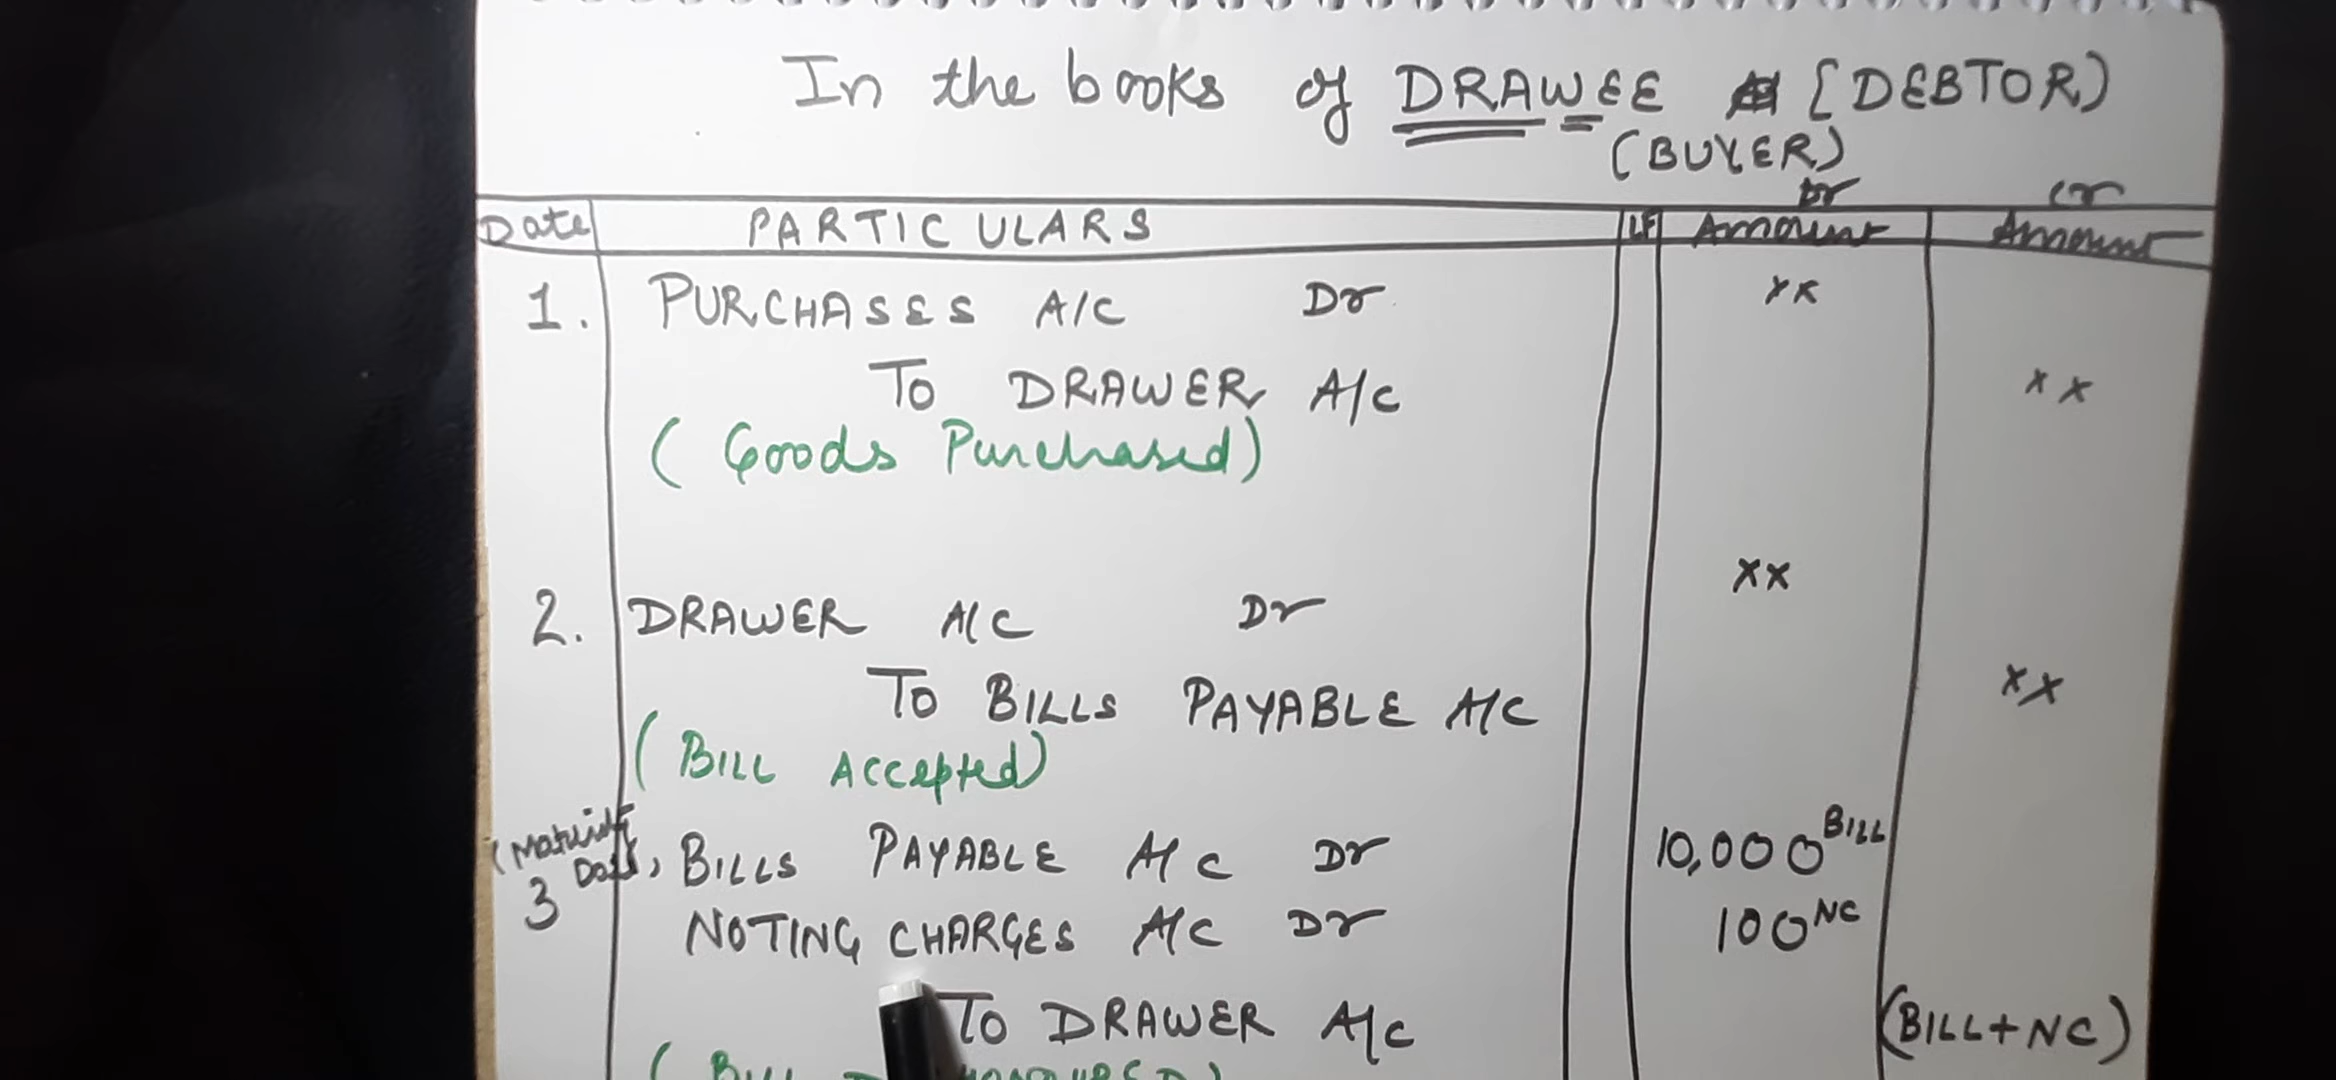 In the books of DRAWEE [DEBTOR)
(BUYER)
Dr Cr
Date PARTICULARS LF Amount Amount
1. PURCHASES A/C Dr xx
To DRAWER A/C xx
(Goods Purchased)
2. DRAWER A/C Dr xx
To BILLS PAYABLE A/C xx
(BILL Accepted)
(Maturity
Date)
3 BILLS PAYABLE A/C Dr 10,000 BILL
NOTING CHARGES A/C Dr 100 NC
To DRAWER A/C (BILL+NC)
(BILL